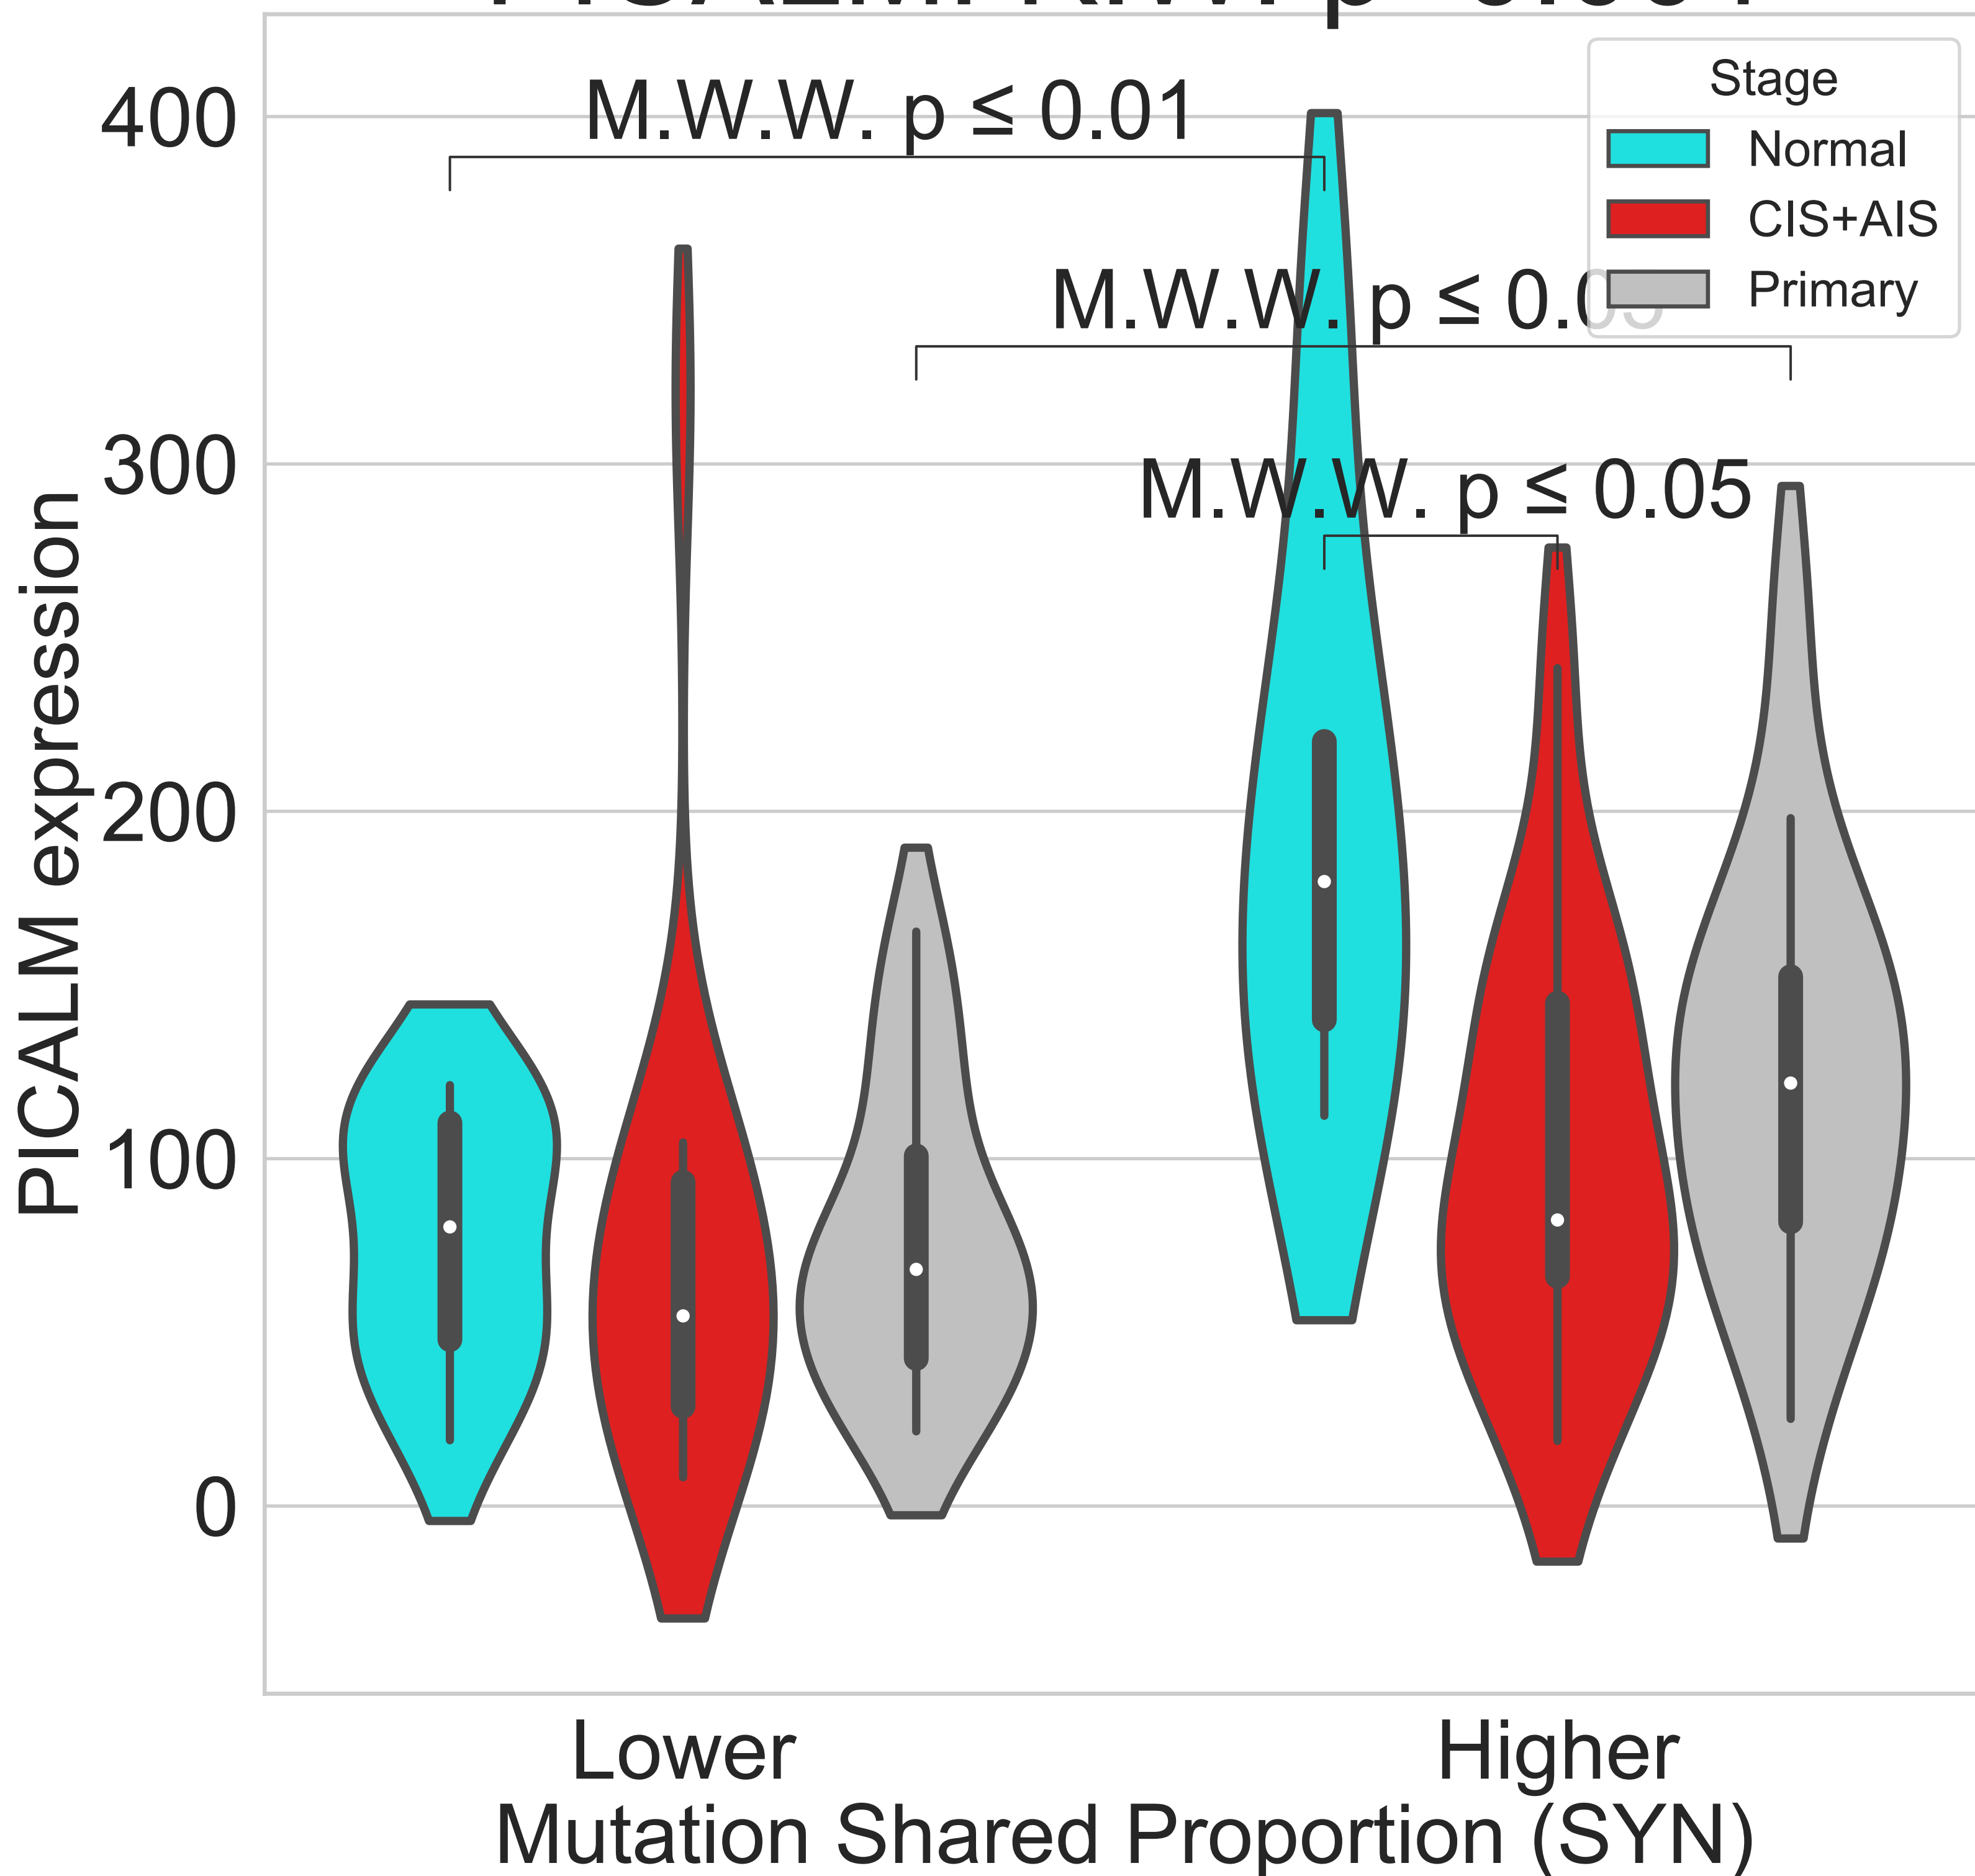 M.W.W. p ≤ 0.01
M.W.W. p ≤ 0.05
M.W.W. p ≤ 0.05
Stage
Normal
CIS+AIS
Primary
400
300
200
100
0
PICALM expression
Lower
Higher
Mutation Shared Proportion (SYN)